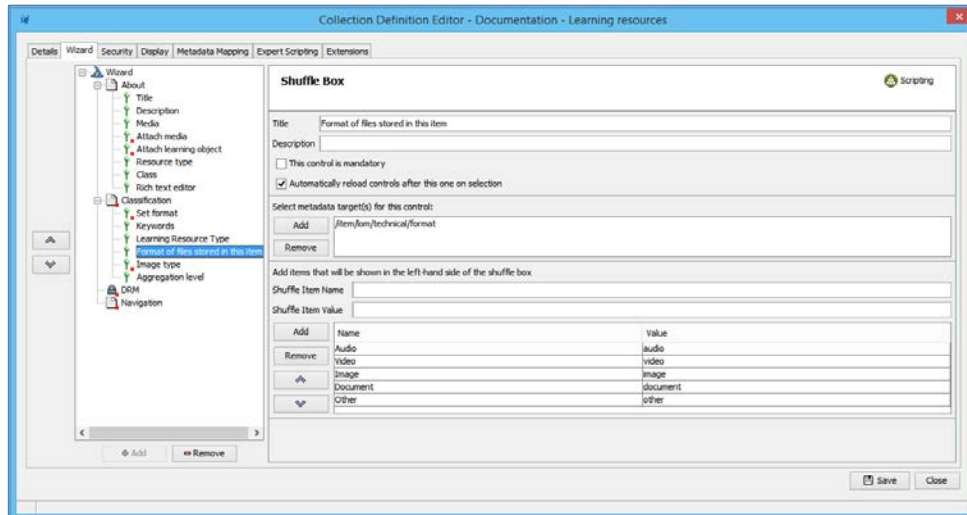 Collection Definition Editor - Documentation - Learning resources
Details Wizard Security Display Metadata Mapping Expert Scripting Extensions
Wizard
About
Title
Description
Media
Attach media
Attach learning object
Resource type
Class
Rich text editor
Classification
Set format
Keywords
Learning Resource Type
Format of files stored in this item
Image type
Aggregation level
DRM
Navigation
Add Remove
Shuffle Box Scripting
Title Format of files stored in this item
Description
This control is mandatory
Automatically reload controls after this one on selection
Select metadata target(s) for this control:
Add /item/lom/technical/format
Remove
Add items that will be shown in the left-hand side of the shuffle box
Shuffle Item Name
Shuffle Item Value
Add
Remove
Name Value
Audio audio
Video video
Image image
Document document
Other other
Save Close